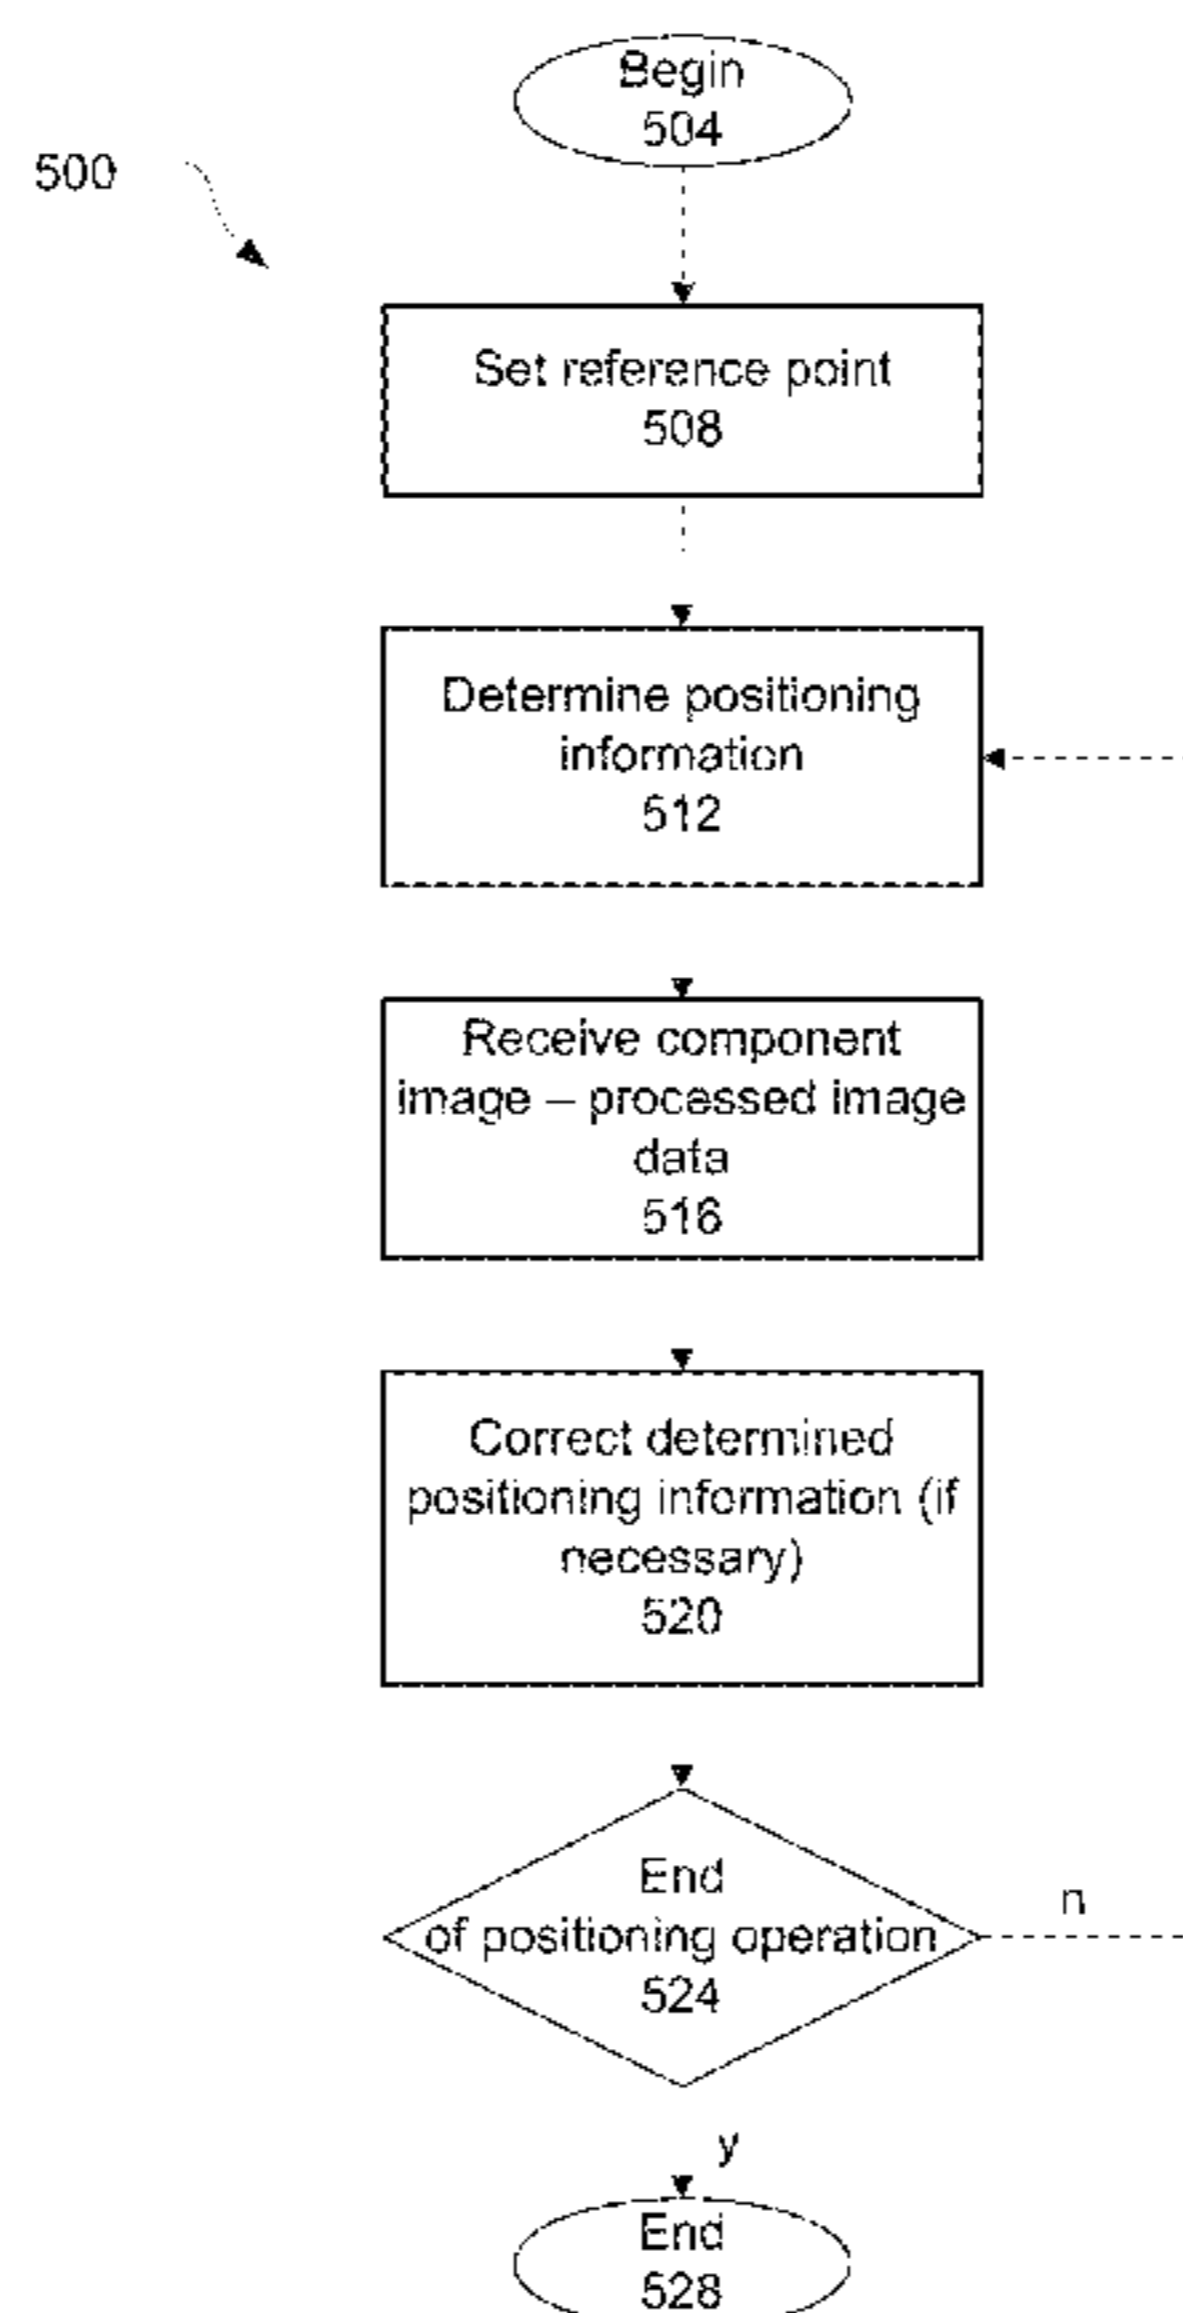 Begin
504
500
Set reference point
508
Determine positioning
information
512
Receive component
image – processed image
data
516
Correct determined
positioning information (if
necessary)
520
End
of positioning operation
524
n
y
End
528